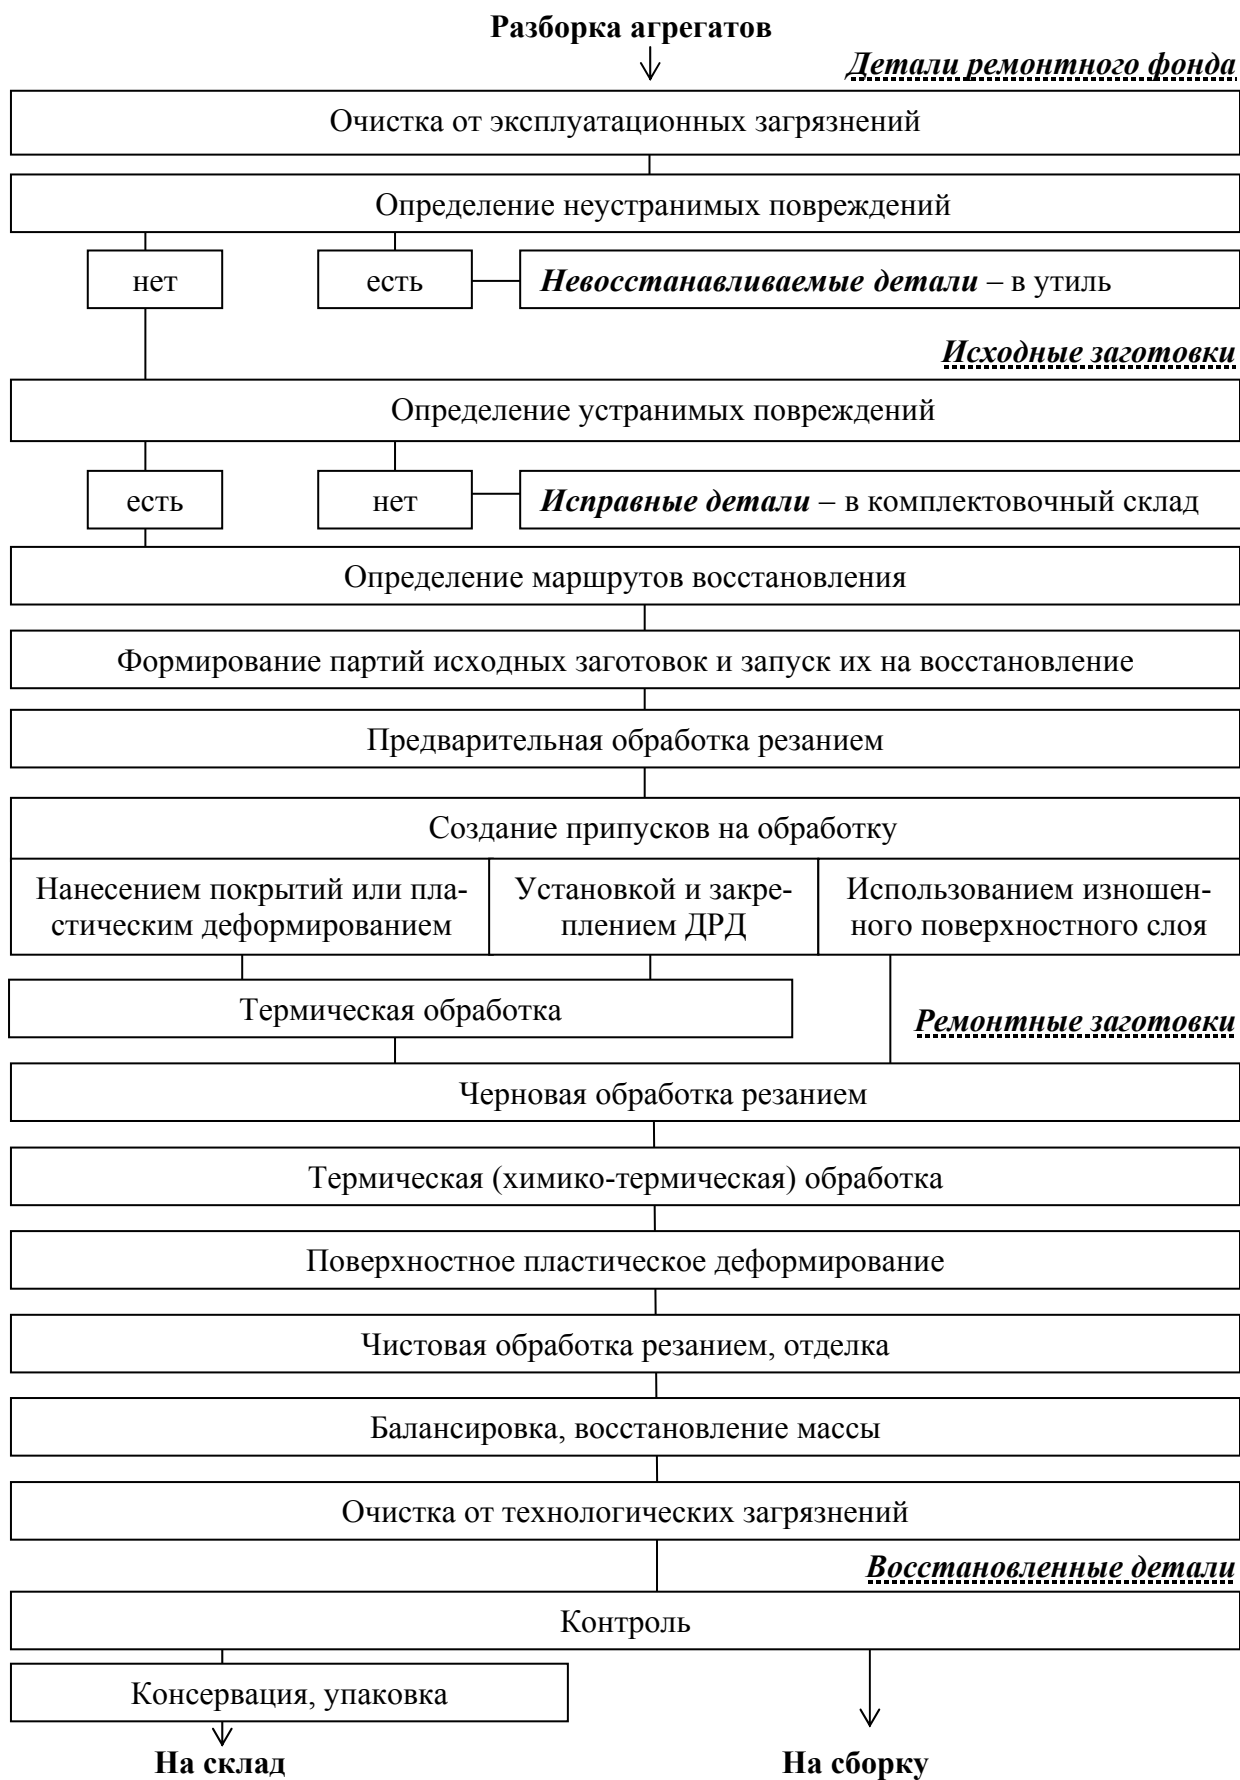 Разборка агрегатов
Детали ремонтного фонда
Очистка от эксплуатационных загрязнений
Определение неустранимых повреждений
нет
есть
Невосстанавливаемые детали – в утиль
Исходные заготовки
Определение устранимых повреждений
есть
нет
Исправные детали – в комплектовочный склад
Определение маршрутов восстановления
Формирование партий исходных заготовок и запуск их на восстановление
Предварительная обработка резанием
Создание припусков на обработку
Нанесением покрытий или пла-
стическим деформированием
Установкой и закре-
плением ДРД
Использованием изношен-
ного поверхностного слоя
Термическая обработка
Ремонтные заготовки
Черновая обработка резанием
Термическая (химико-термическая) обработка
Поверхностное пластическое деформирование
Чистовая обработка резанием, отделка
Балансировка, восстановление массы
Очистка от технологических загрязнений
Восстановленные детали
Контроль
Консервация, упаковка
На склад
На сборку